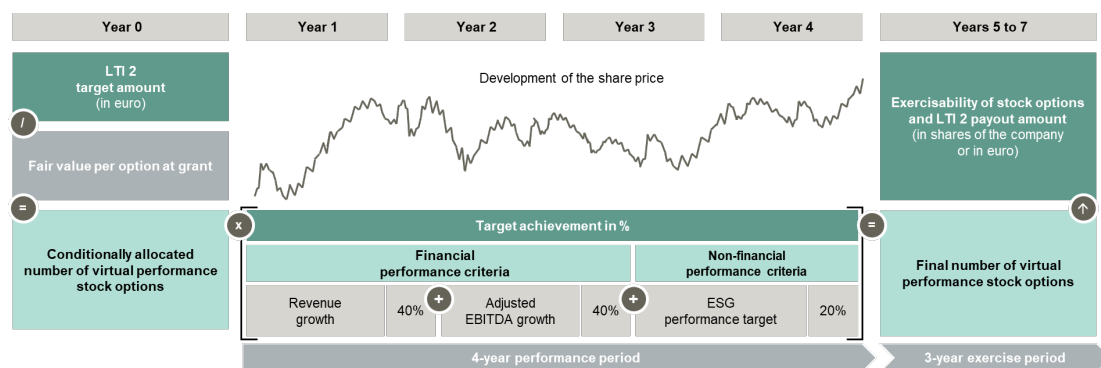 Year 0
Year 1
Year 2
Year 3
Year 4
Years 5 to 7
LTI 2
target amount
(in euro)
/
Fair value per option at grant
=
Conditionally allocated
number of virtual performance
stock options
Development of the share price
x
Target achievement in %
=
Financial
performance criteria
Non-financial
performance criteria
Revenue
growth
40%
+
Adjusted
EBITDA growth
40%
+
ESG
performance target
20%
4-year performance period
Exercisability of stock options
and LTI 2 payout amount
(in shares of the company
or in euro)
↑
Final number of virtual
performance stock options
3-year exercise period